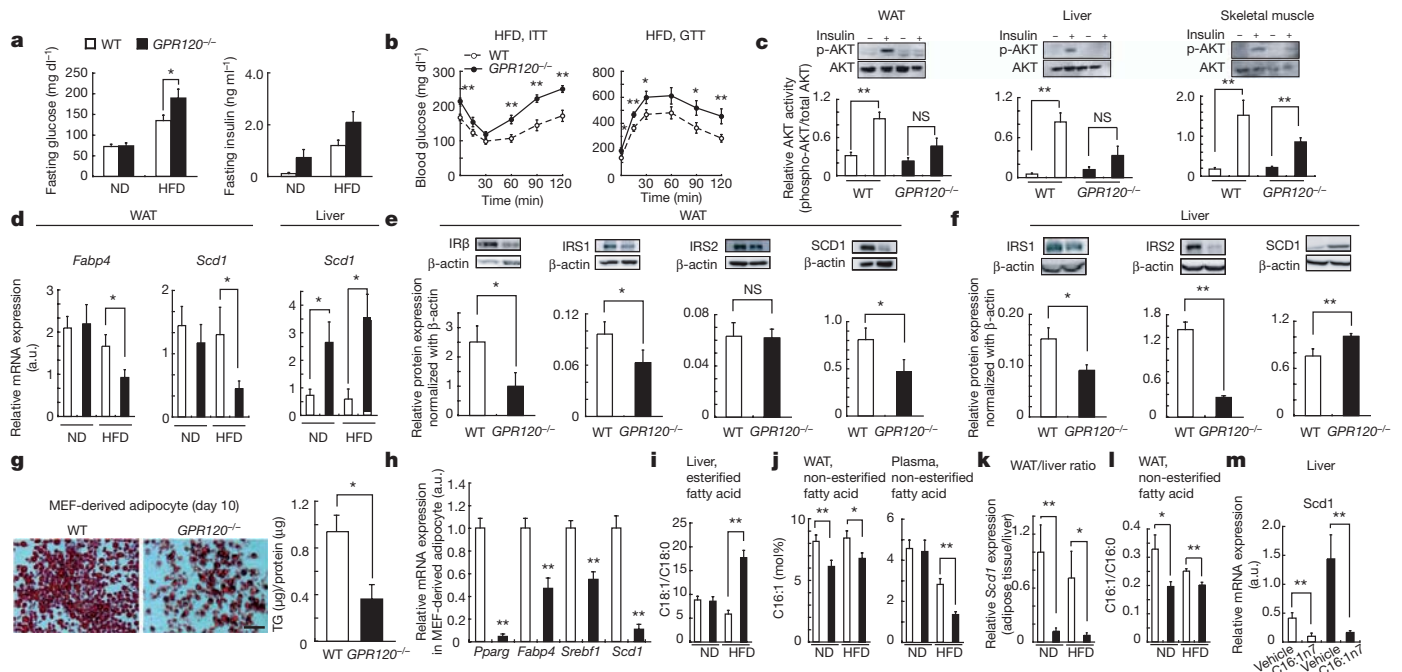 a
WT GPR120–/–
Fasting glucose (mg dl–1)
250
200
150
100
50
0
*
ND HFD
Fasting insulin (ng ml–1)
4.0
2.0
0
ND HFD
b
HFD, ITT
WT
GPR120–/–
Blood glucose (mg dl–1)
300
200
100
0
** ** ** **
30 60 90 120
Time (min)
HFD, GTT
800
600
400
200
0
* ** * * **
30 60 90 120
Time (min)
c
WAT
Insulin – + – +
p-AKT
AKT
Relative AKT activity
(phospho-AKT/total AKT)
1.2
0.6
0
** NS
WT GPR120–/–
Liver
Insulin – + – +
p-AKT
AKT
1.2
0.6
0
** NS
WT GPR120–/–
Skeletal muscle
Insulin – + – +
p-AKT
AKT
2.0
1.0
0
** **
WT GPR120–/–
d
WAT
Liver
Relative mRNA expression
(a.u.)
Fabp4
3
2
1
0
*
ND HFD
Scd1
2
1
0
*
ND HFD
Scd1
5
4
3
2
1
0
* *
ND HFD
e
WAT
Relative protein expression
normalized with β-actin
IRβ
β-actin
3
2
1
0
*
WT GPR120–/–
IRS1
β-actin
0.12
0.06
0
*
WT GPR120–/–
IRS2
β-actin
0.08
0.04
0
NS
WT GPR120–/–
SCD1
β-actin
1.0
0.5
0
*
WT GPR120–/–
f
Liver
Relative protein expression
normalized with β-actin
IRS1
β-actin
0.20
0.10
0
*
WT GPR120–/–
IRS2
β-actin
1.8
1.2
0.6
0
**
WT GPR120–/–
SCD1
β-actin
1.2
0.6
0
**
WT GPR120–/–
g
MEF-derived adipocyte (day 10)
WT GPR120–/–
TG (μg)/protein (μg)
1.2
0.8
0.4
0
*
WT GPR120–/–
h
Relative mRNA expression
in MEF-derived adipocyte (a.u.)
1.4
1.2
1.0
0.8
0.6
0.4
0.2
0
** ** ** **
Pparg Fabp4 Srebf1 Scd1
i
Liver,
esterified
fatty acid
C18:1/C18:0
25
20
15
10
5
0
**
ND HFD
j
WAT,
non-esterified
fatty acid
C16:1 (mol%)
10
5
0
** *
ND HFD
Plasma,
non-esterified
fatty acid
6
4
2
0
**
ND HFD
k
WAT/liver ratio
Relative Scd1 expression
(adipose tissue/liver)
1.2
0.6
0
** *
ND HFD
l
WAT,
non-esterified
fatty acid
C16:1/C16:0
0.4
0.3
0.2
0.1
0
* **
ND HFD
m
Liver
Scd1
Relative mRNA expression
(a.u.)
2.0
1.5
1.0
0.5
0.0
** **
Vehicle
C16:1n7
Vehicle
C16:1n7